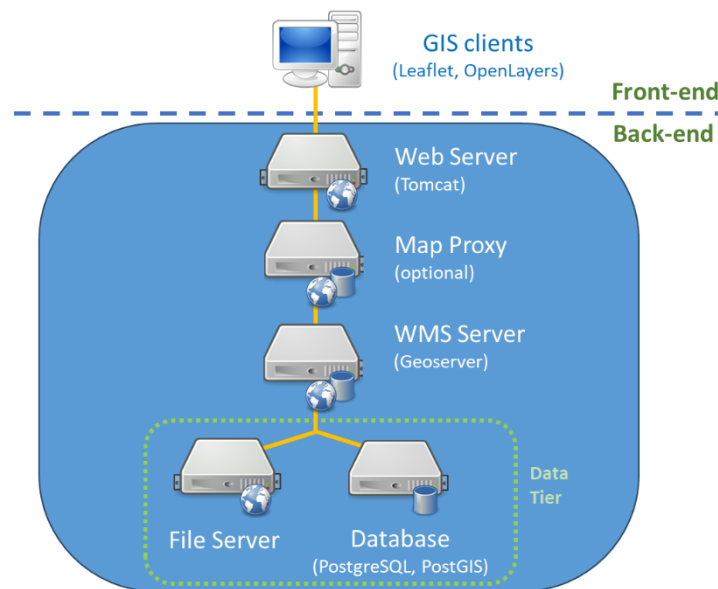 GIS clients
(Leaflet, OpenLayers)
Front-end
Back-end
Web Server
(Tomcat)
Map Proxy
(optional)
WMS Server
(Geoserver)
Data
Tier
File Server
Database
(PostgreSQL, PostGIS)